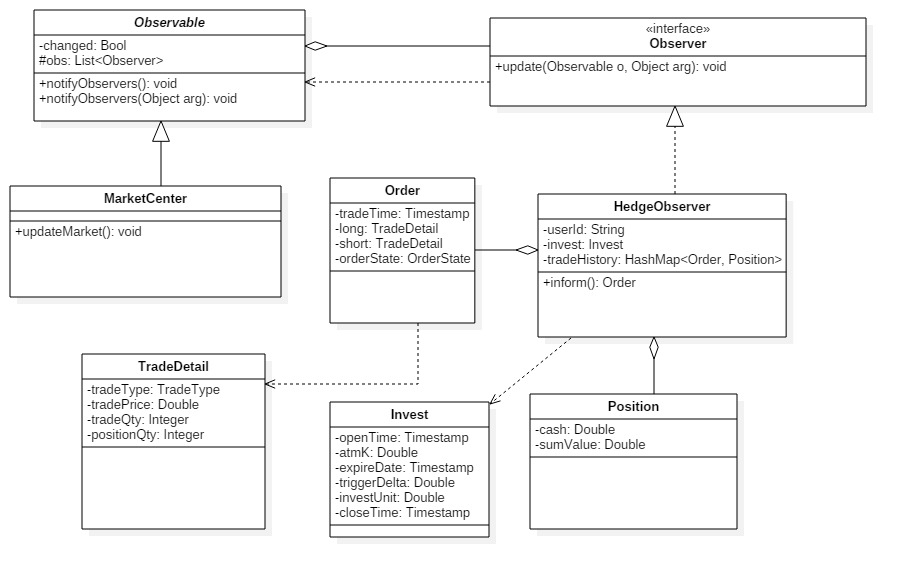 Observable
-changed: Bool
#obs: List<Observer>
+notifyObservers(): void
+notifyObservers(Object arg): void
«interface»
Observer
+update(Observable o, Object arg): void
MarketCenter
+updateMarket(): void
Order
-tradeTime: Timestamp
-long: TradeDetail
-short: TradeDetail
-orderState: OrderState
HedgeObserver
-userId: String
-invest: Invest
-tradeHistory: HashMap<Order, Position>
+inform(): Order
TradeDetail
-tradeType: TradeType
-tradePrice: Double
-tradeQty: Integer
-positionQty: Integer
Invest
-openTime: Timestamp
-atmK: Double
-expireDate: Timestamp
-triggerDelta: Double
-investUnit: Double
-closeTime: Timestamp
Position
-cash: Double
-sumValue: Double